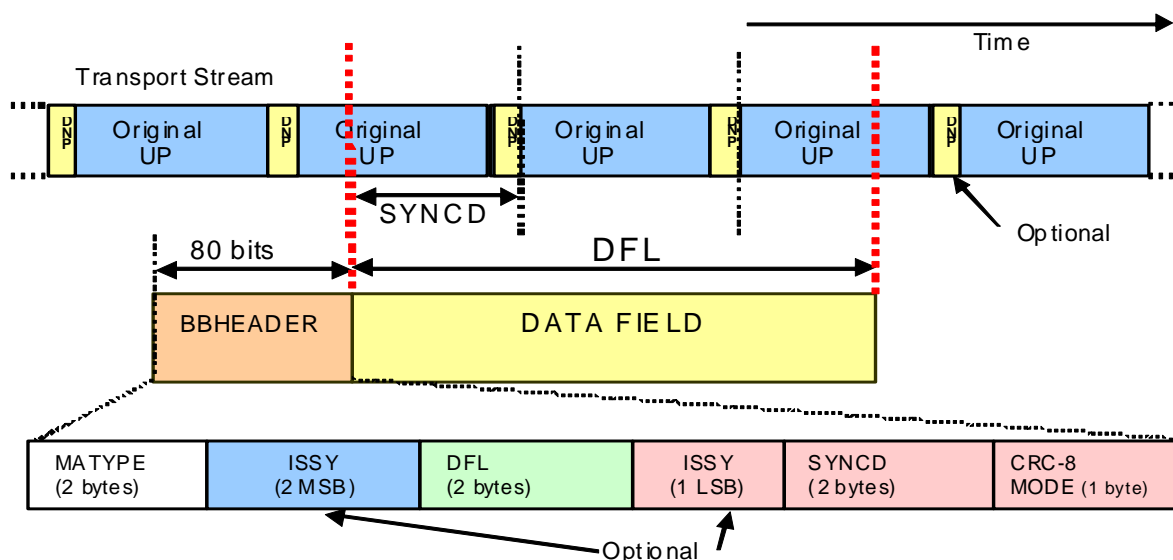 Time
Transport Stream
DNP
Original
UP
DNP
Original
UP
DNP
Original
UP
DNP
Original
UP
DNP
Original
UP
SYNCD
Optional
80 bits
DFL
BBHEADER
DATA FIELD
MATYPE
(2 bytes)
ISSY
(2 MSB)
DFL
(2 bytes)
ISSY
(1 LSB)
SYNCD
(2 bytes)
CRC-8
MODE (1 byte)
Optional